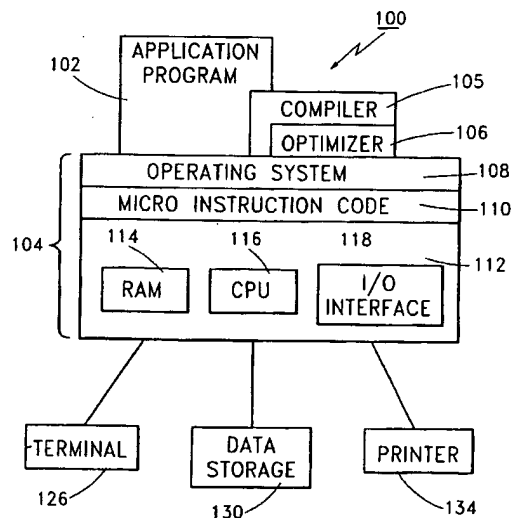 100
APPLICATION
PROGRAM
102
105
COMPILER
OPTIMIZER
106
OPERATING SYSTEM
108
MICRO INSTRUCTION CODE
110
104
114
116
118
112
RAM
CPU
I/O
INTERFACE
TERMINAL
DATA
STORAGE
PRINTER
126
130
134